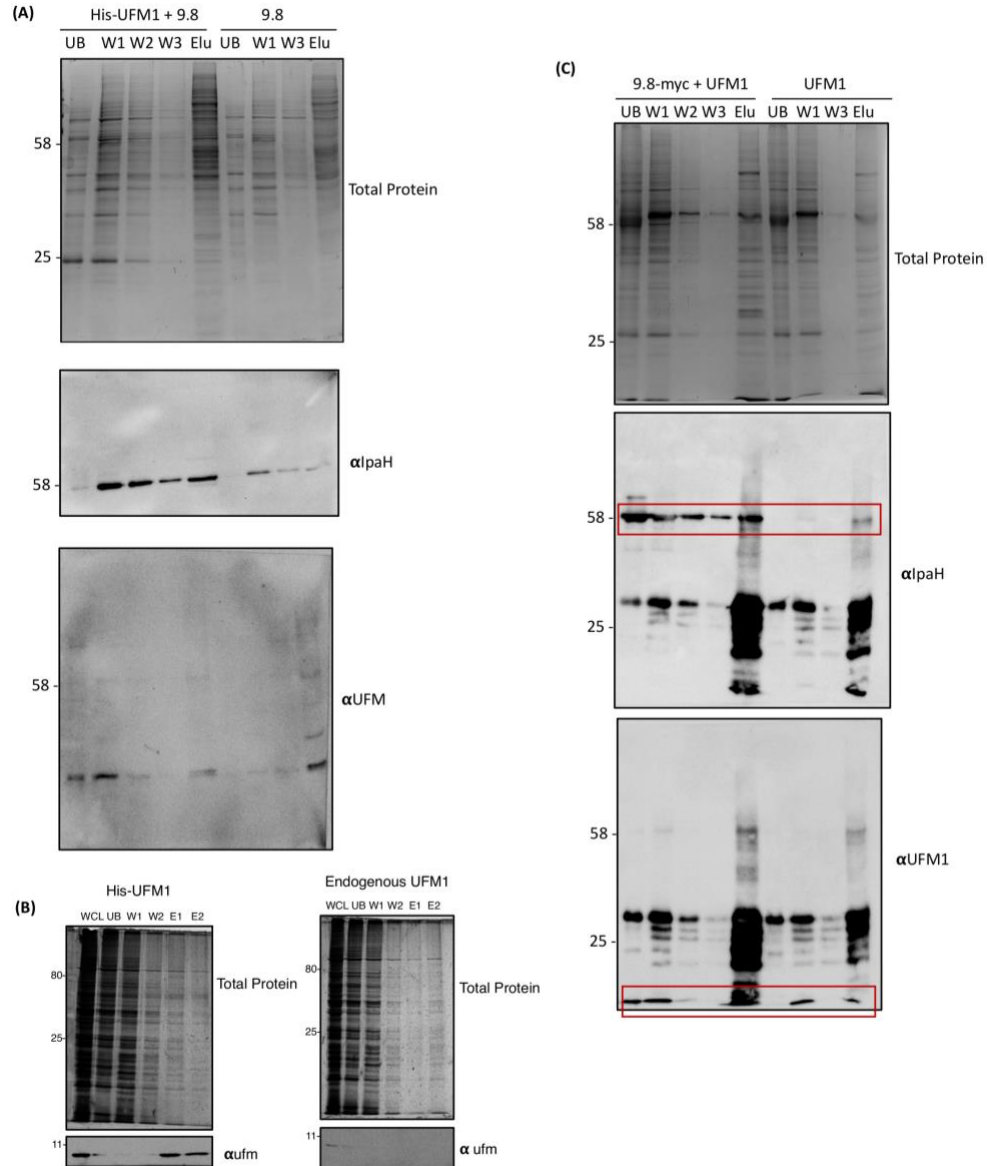 (A)
His-UFM1 + 9.8 9.8
UB W1 W2 W3 Elu UB W1 W3 Elu
58 -
25 -
Total Protein
58 -
αIpaH
58 -
αUFM
(B)
His-UFM1
WCL UB W1 W2 E1 E2
80-
25-
Total Protein
11-
αufm
Endogenous UFM1
WCL UB W1 W2 E1 E2
80-
25-
Total Protein
11-
α ufm
(C)
9.8-myc + UFM1 UFM1
UB W1 W2 W3 Elu UB W1 W3 Elu
58 -
25 -
Total Protein
58 -
25 -
αIpaH
58 -
25 -
αUFM1